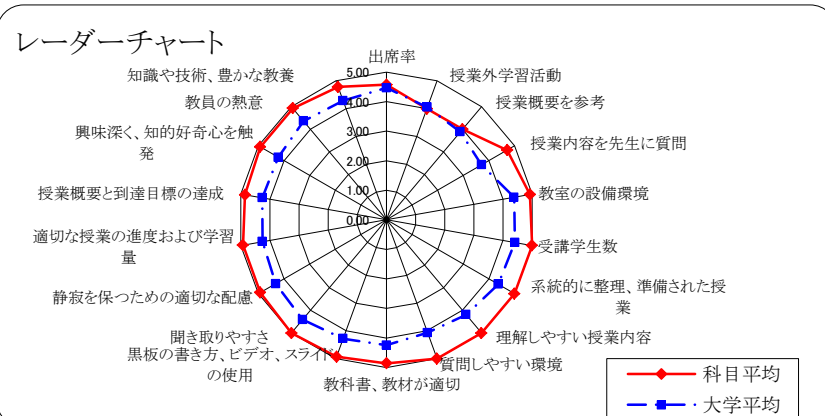 レーダーチャート
出席率
授業外学習活動
授業概要を参考
授業内容を先生に質問
教室の設備環境
受講学生数
系統的に整理、準備された授
業
理解しやすい授業内容
質問しやすい環境
教科書、教材が適切
黒板の書き方、ビデオ、スライド
の使用
聞き取りやすさ
静寂を保つための適切な配慮
適切な授業の進度および学習
量
授業概要と到達目標の達成
興味深く、知的好奇心を触
発
教員の熱意
知識や技術、豊かな教養
5.00
4.00
3.00
2.00
1.00
0.00
科目平均
大学平均